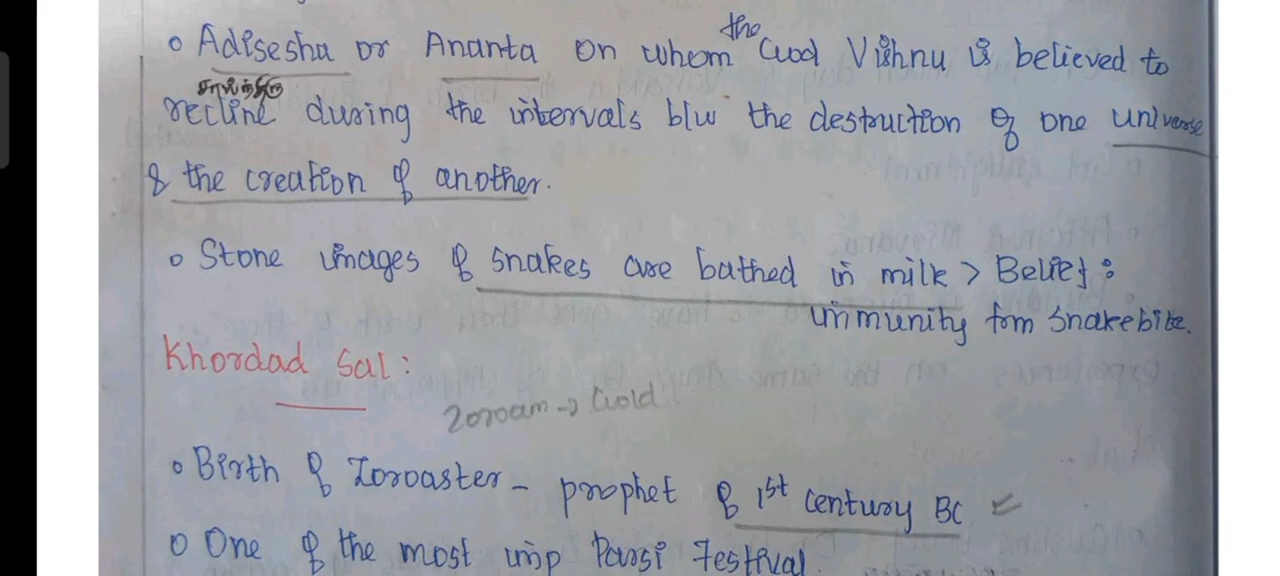 o Adisesha or Ananta on whom the God Vishnu is believed to
சாய்ந்திரு
recline during the intervals b/w the destruction of one universe
& the creation of another.
o Stone images of snakes are bathed in milk > Belief:
immunity fom snakebite.
Khordad Sal:
Zoroam → Gold
o Birth of Zoroaster - prophet of 1st century BC ✓
o One of the most imp Parsi Festival.